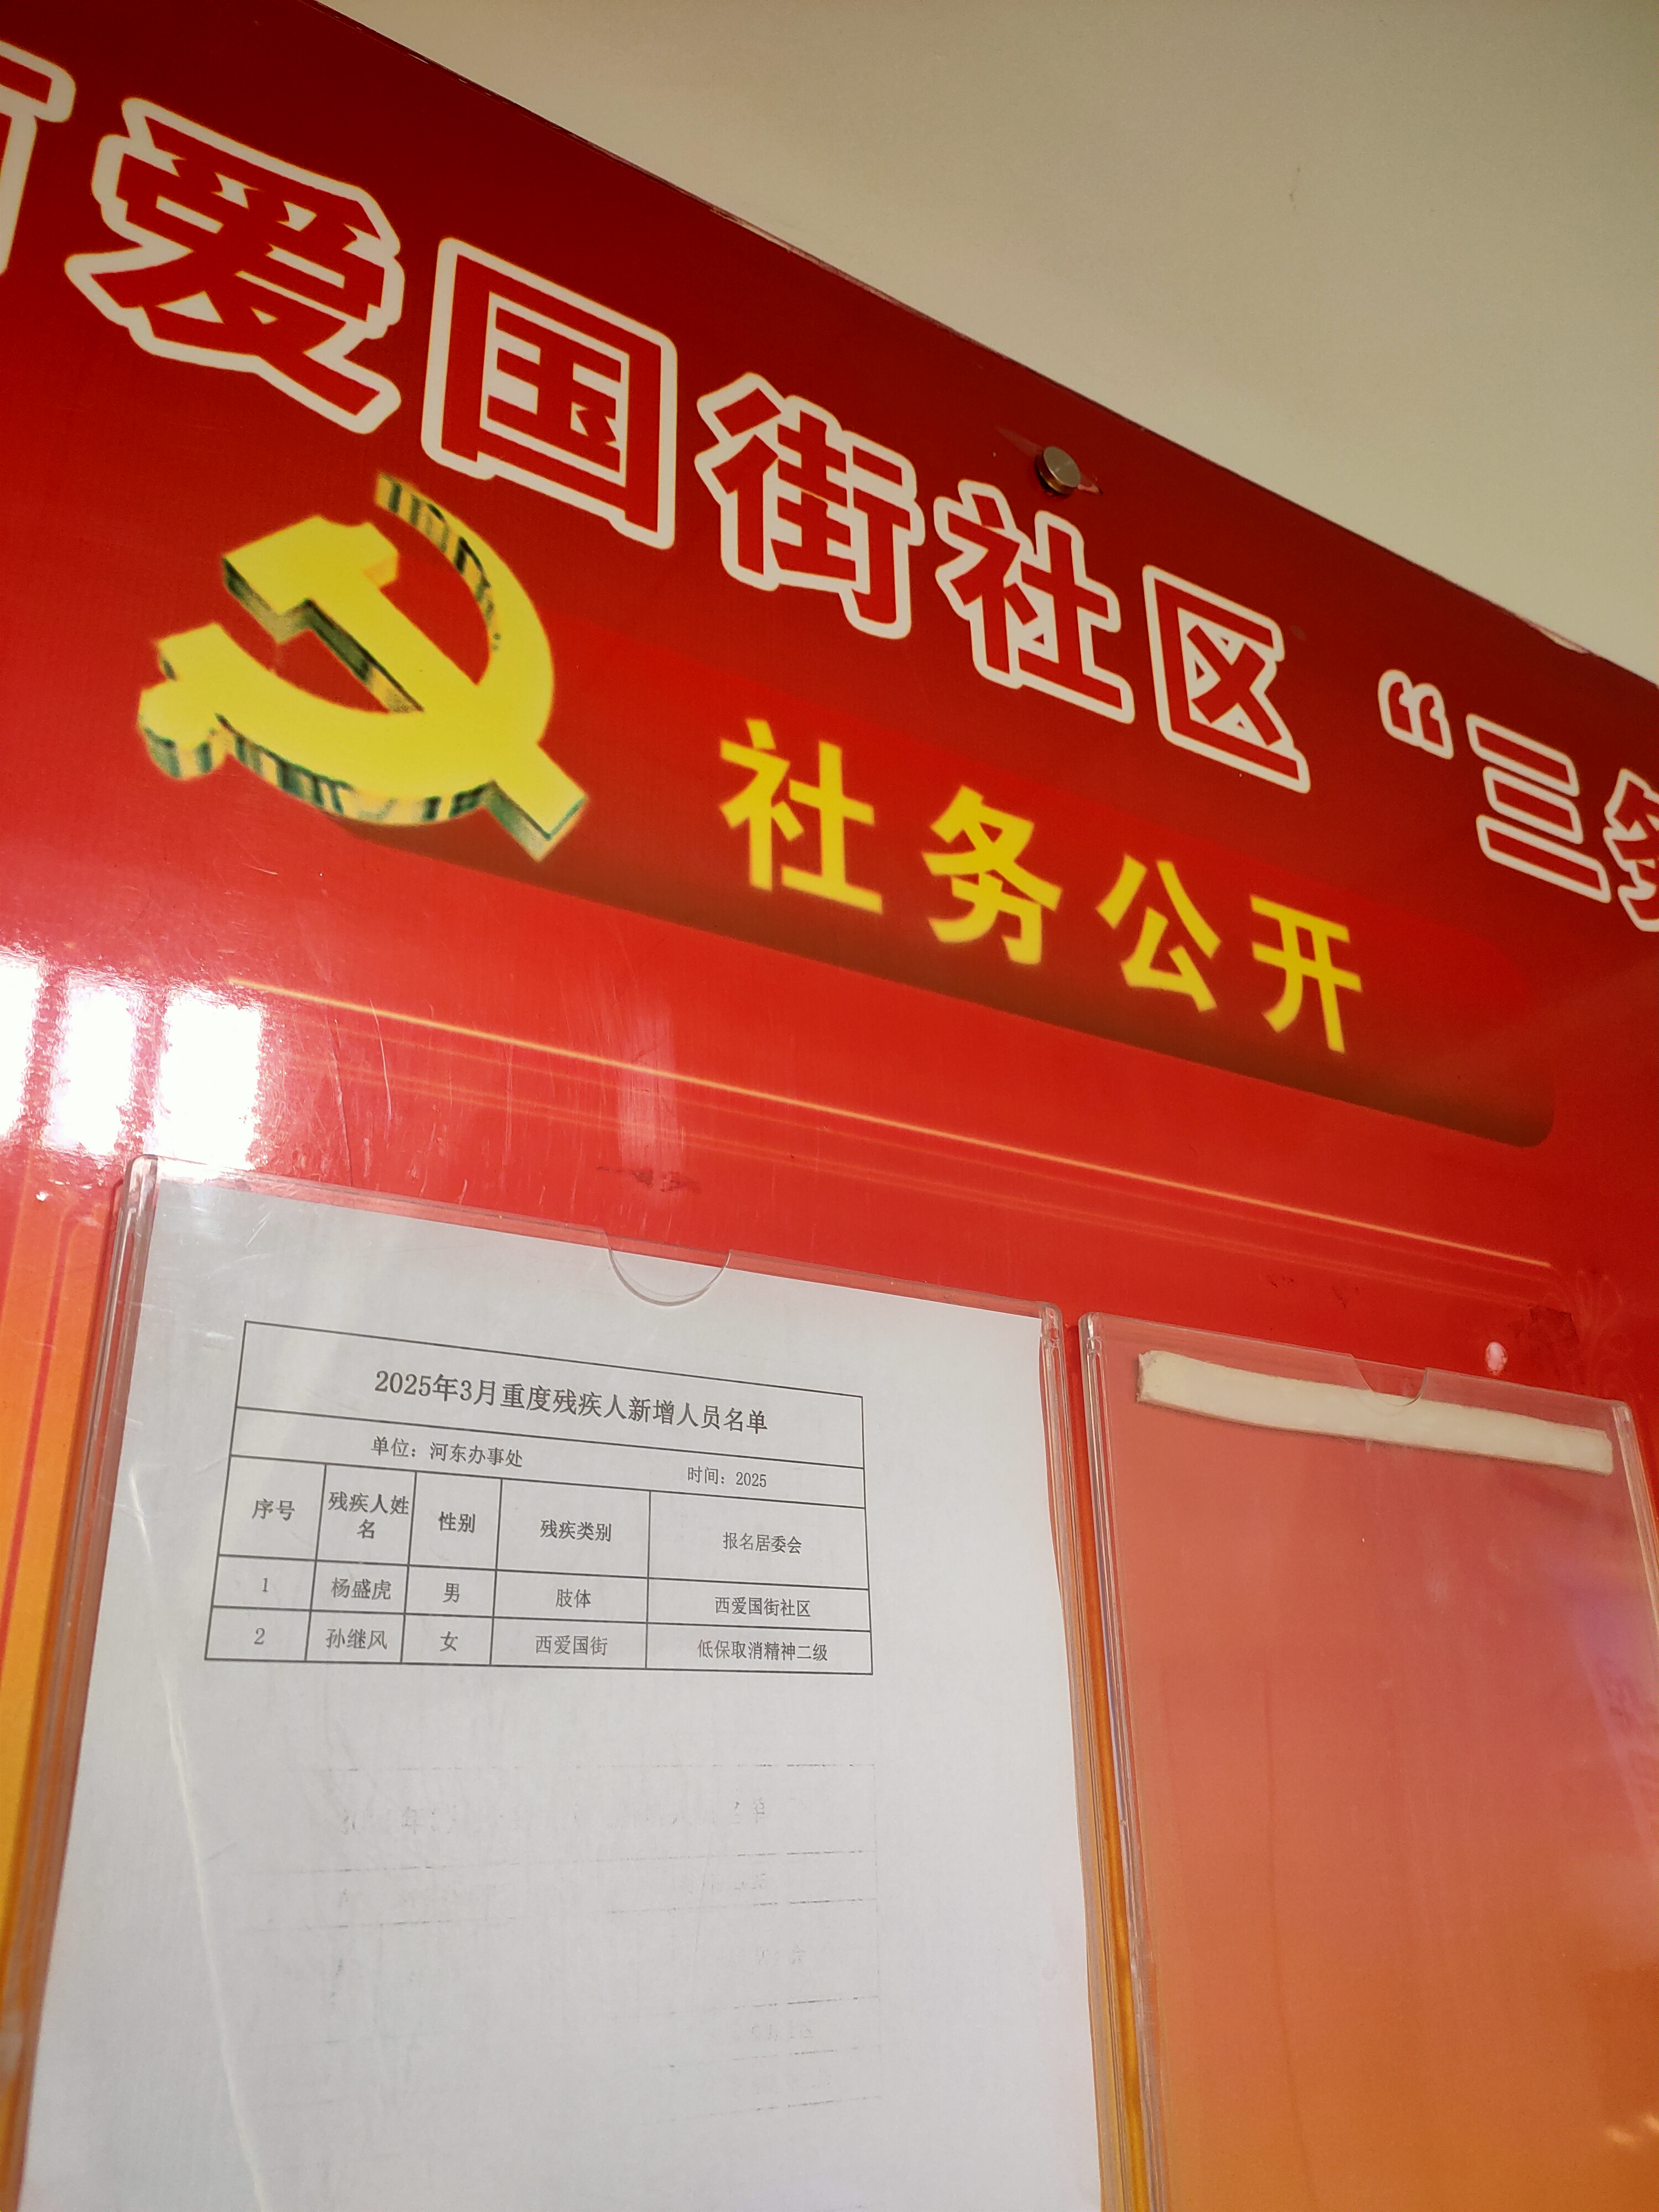 爱国街社区“三务
社务公开
2025年3月重度残疾人新增人员名单
单位：河东办事处 时间：2025
序号 残疾人姓名 性别 残疾类别 报名居委会
1 杨盛虎 男 肢体 西爱国街社区
2 孙继风 女 西爱国街 低保取消精神二级